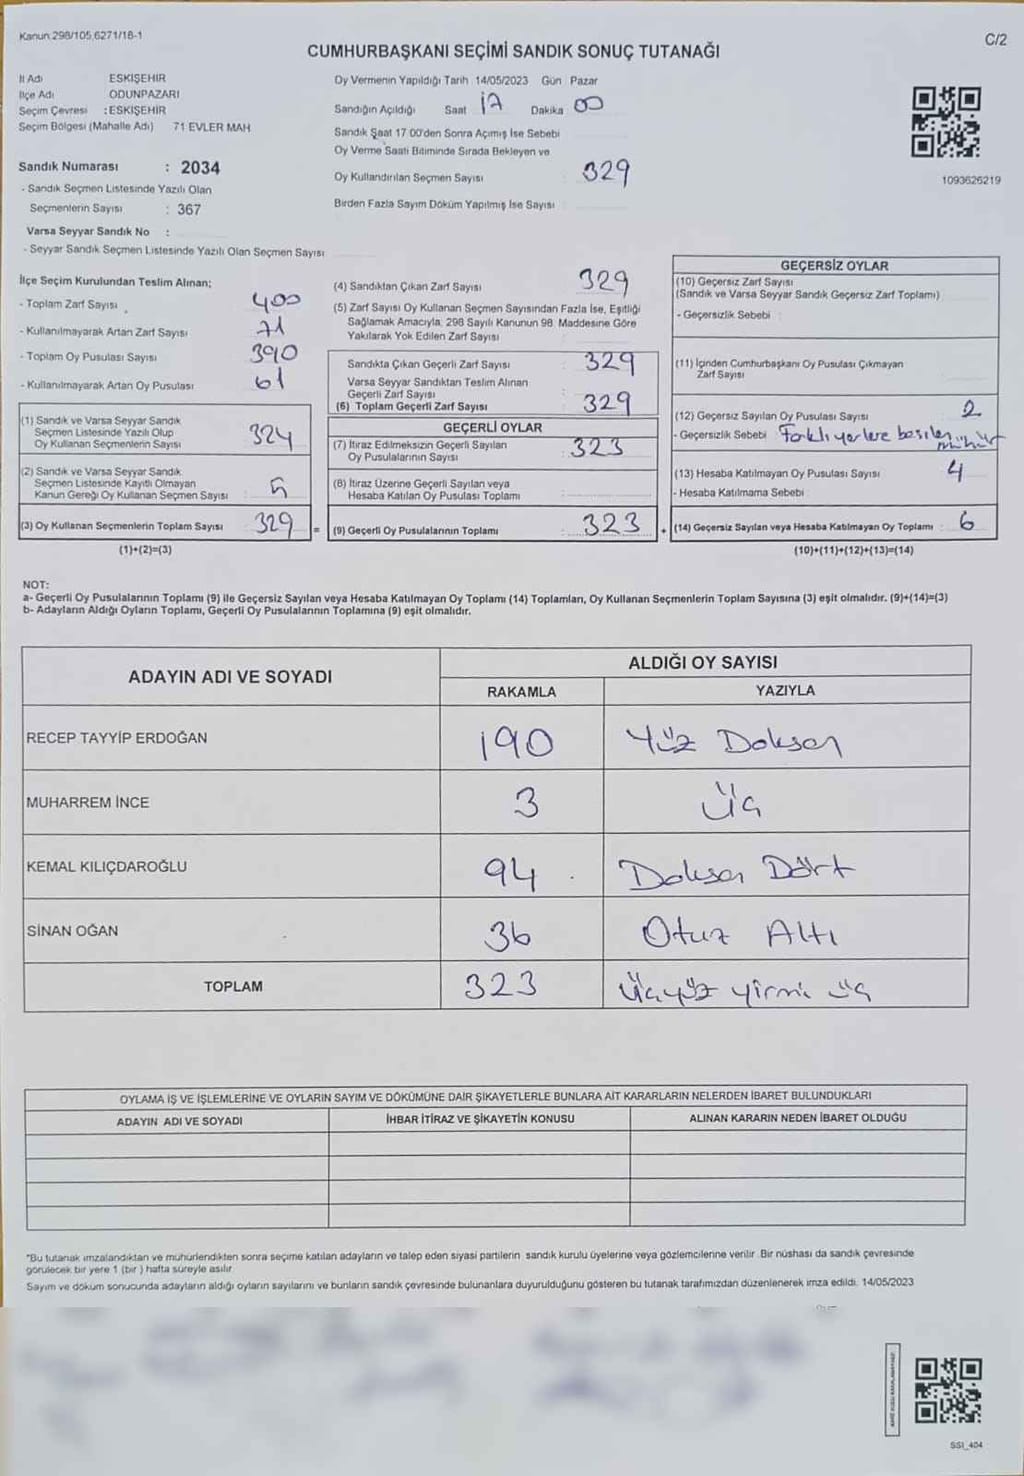 Kanun 298/105,6271/18-1
C/2
CUMHURBAŞKANI SEÇİMİ SANDIK SONUÇ TUTANAĞI
İl Adı ESKİŞEHİR
İlçe Adı ODUNPAZARI
Seçim Çevresi : ESKİŞEHİR
Seçim Bölgesi (Mahalle Adı) 71 EVLER MAH
Sandık Numarası : 2034
- Sandık Seçmen Listesinde Yazılı Olan
Seçmenlerin Sayısı : 367
Varsa Seyyar Sandık No :
- Seyyar Sandık Seçmen Listesinde Yazılı Olan Seçmen Sayısı
Oy Vermenin Yapıldığı Tarih 14/05/2023 Gün Pazar
Sandığın Açıldığı Saat 17 Dakika 00
Sandık Saat 17.00'den Sonra Açılmış İse Sebebi
Oy Verme Saati Bitiminde Sırada Bekleyen ve
Oy Kullandırılan Seçmen Sayısı : 329
Birden Fazla Sayım Döküm Yapılmış İse Sayısı
1093626219
İlçe Seçim Kurulundan Teslim Alınan;
- Toplam Zarf Sayısı 400
- Kullanılmayarak Artan Zarf Sayısı 71
- Toplam Oy Pusulası Sayısı 390
- Kullanılmayarak Artan Oy Pusulası 61
(1) Sandık ve Varsa Seyyar Sandık
Seçmen Listesinde Yazılı Olup
Oy Kullanan Seçmenlerin Sayısı 324
(2) Sandık ve Varsa Seyyar Sandık
Seçmen Listesinde Kayıtlı Olmayan
Kanun Gereği Oy Kullanan Seçmen Sayısı : 5
(3) Oy Kullanan Seçmenlerin Toplam Sayısı 329 =
(1)+(2)=(3)
(4) Sandıktan Çıkan Zarf Sayısı 329
(5) Zarf Sayısı Oy Kullanan Seçmen Sayısından Fazla İse, Eşitliği
Sağlamak Amacıyla, 298 Sayılı Kanunun 98. Maddesine Göre
Yakılarak Yok Edilen Zarf Sayısı
Sandıkta Çıkan Geçerli Zarf Sayısı : 329
Varsa Seyyar Sandıktan Teslim Alınan
Geçerli Zarf Sayısı :
(6) Toplam Geçerli Zarf Sayısı : 329
GEÇERLİ OYLAR
(7) İtiraz Edilmeksizin Geçerli Sayılan
Oy Pusulalarının Sayısı : 323
(8) İtiraz Üzerine Geçerli Sayılan veya
Hesaba Katılan Oy Pusulası Toplamı :
(9) Geçerli Oy Pusulalarının Toplamı : 323 +
GEÇERSİZ OYLAR
(10) Geçersiz Zarf Sayısı
(Sandık ve Varsa Seyyar Sandık Geçersiz Zarf Toplamı)
- Geçersizlik Sebebi :
(11) İçinden Cumhurbaşkanı Oy Pusulası Çıkmayan
Zarf Sayısı
(12) Geçersiz Sayılan Oy Pusulası Sayısı : 2
- Geçersizlik Sebebi Farklı yerlere basılan mühür
(13) Hesaba Katılmayan Oy Pusulası Sayısı : 4
- Hesaba Katılmama Sebebi :
(14) Geçersiz Sayılan veya Hesaba Katılmayan Oy Toplamı : 6
(10)+(11)+(12)+(13)=(14)
NOT:
a- Geçerli Oy Pusulalarının Toplamı (9) ile Geçersiz Sayılan veya Hesaba Katılmayan Oy Toplamı (14) Toplamları, Oy Kullanan Seçmenlerin Toplam Sayısına (3) eşit olmalıdır. (9)+(14)=(3)
b- Adayların Aldığı Oyların Toplamı, Geçerli Oy Pusulalarının Toplamına (9) eşit olmalıdır.
ADAYIN ADI VE SOYADI
ALDIĞI OY SAYISI
RAKAMLA YAZIYLA
RECEP TAYYİP ERDOĞAN 190 Yüz Doksan
MUHARREM İNCE 3 Üç
KEMAL KILIÇDAROĞLU 94 Doksan Dört
SİNAN OĞAN 36 Otuz Altı
TOPLAM 323 Üçyüz yirmi üç
OYLAMA İŞ VE İŞLEMLERİNE VE OYLARIN SAYIM VE DÖKÜMÜNE DAİR ŞİKAYETLERLE BUNLARA AİT KARARLARIN NELERDEN İBARET BULUNDUKLARI
ADAYIN ADI VE SOYADI İHBAR İTİRAZ VE ŞİKAYETİN KONUSU ALINAN KARARIN NEDEN İBARET OLDUĞU
*Bu tutanak imzalandıktan ve mühürlendikten sonra seçime katılan adayların ve talep eden siyasi partilerin sandık kurulu üyelerine veya gözlemcilerine verilir. Bir nüshası da sandık çevresinde
görülecek bir yere 1 (bir) hafta süreyle asılır.
Sayım ve döküm sonucunda adayların aldığı oyların sayılarını ve bunların sandık çevresinde bulunanlara duyurulduğunu gösteren bu tutanak tarafımızdan düzenlenerek imza edildi. 14/05/2023
SSI_404